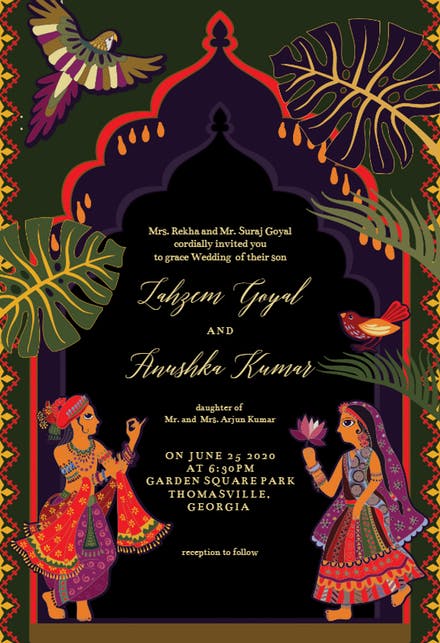 Mrs. Rekha and Mr. Suraj Goyal
cordially invited you
to grace Wedding of their son
Lahzem Goyal
AND
Anushka Kumar
daughter of
Mr. and Mrs. Arjun Kumar
ON JUNE 25 2020
AT 6:30PM
GARDEN SQUARE PARK
THOMASVILLE,
GEORGIA
reception to follow